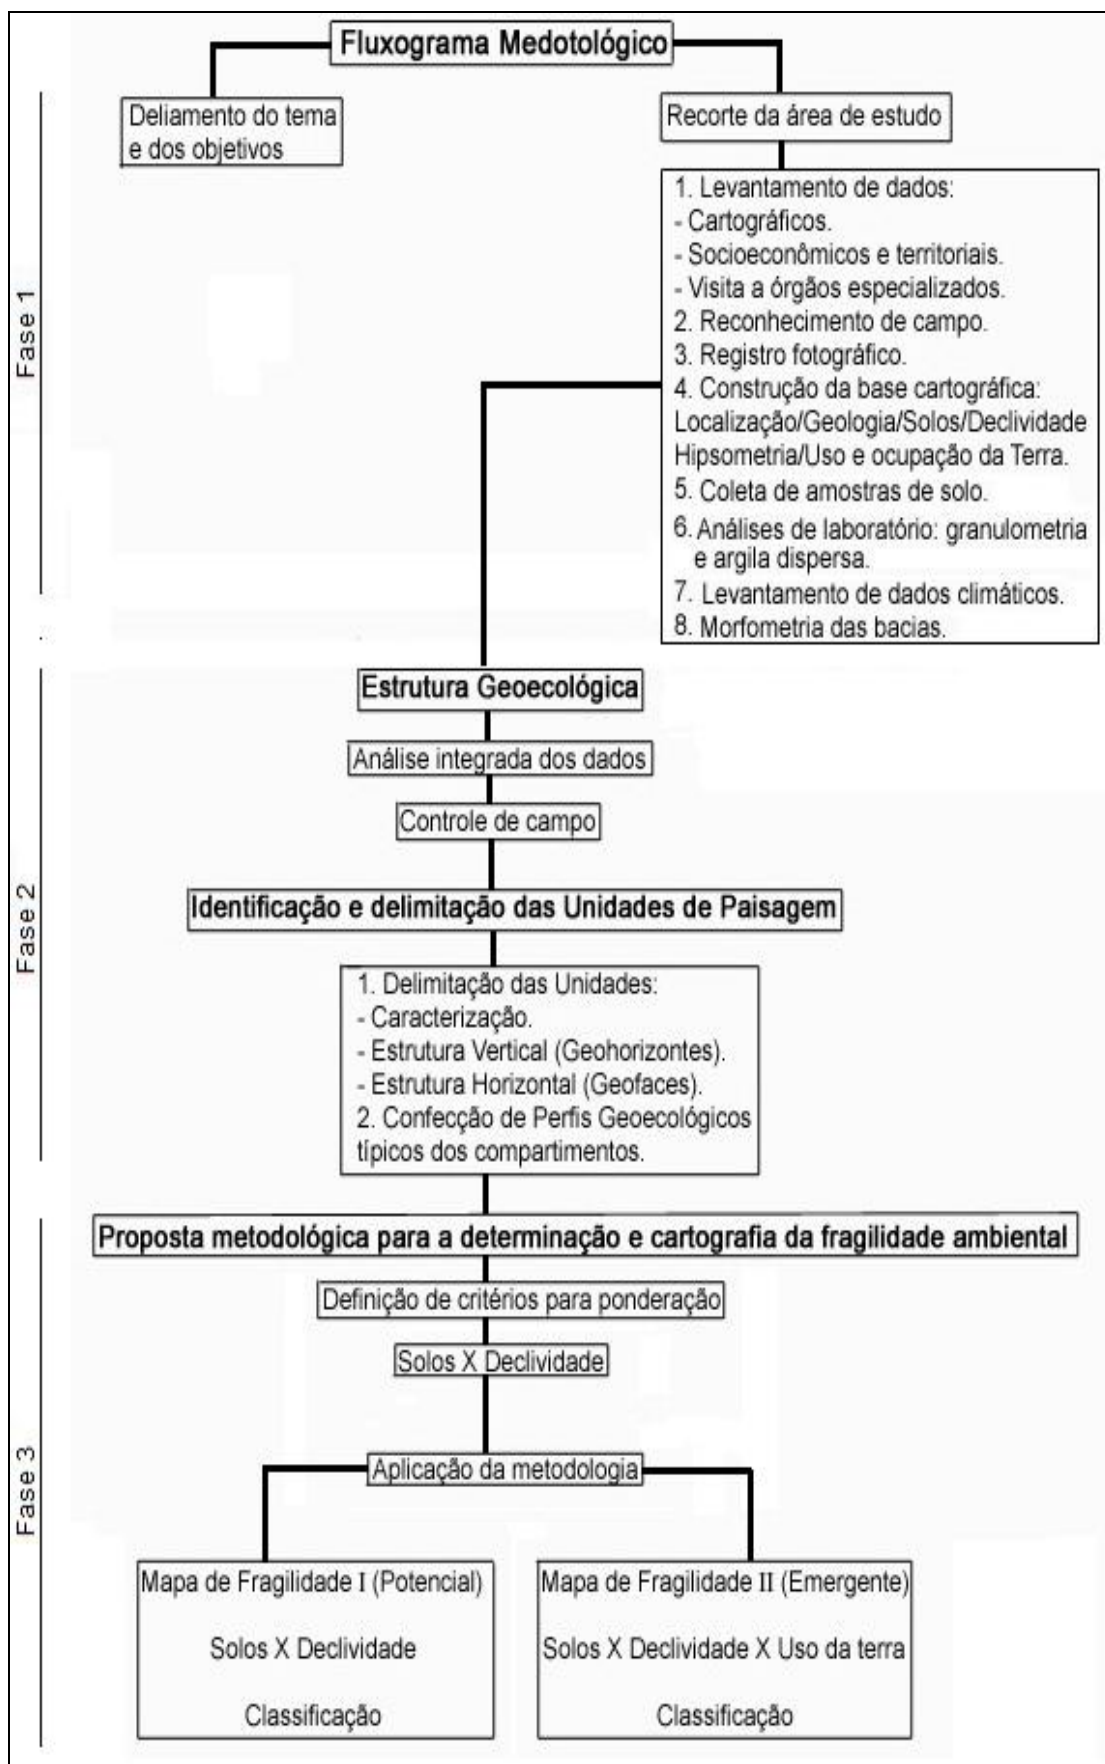 Fluxograma Medotológico
Deliamento do tema
e dos objetivos
Recorte da área de estudo
Fase 1
1. Levantamento de dados:
- Cartográficos.
- Socioeconômicos e territoriais.
- Visita a órgãos especializados.
2. Reconhecimento de campo.
3. Registro fotográfico.
4. Construção da base cartográfica:
Localização/Geologia/Solos/Declividade
Hipsometria/Uso e ocupação da Terra.
5. Coleta de amostras de solo.
6. Análises de laboratório: granulometria
e argila dispersa.
7. Levantamento de dados climáticos.
8. Morfometria das bacias.
Fase 2
Estrutura Geoecológica
Análise integrada dos dados
Controle de campo
Identificação e delimitação das Unidades de Paisagem
1. Delimitação das Unidades:
- Caracterização.
- Estrutura Vertical (Geohorizontes).
- Estrutura Horizontal (Geofaces).
2. Confecção de Perfis Geoecológicos
típicos dos compartimentos.
Fase 3
Proposta metodológica para a determinação e cartografia da fragilidade ambiental
Definição de critérios para ponderação
Solos X Declividade
Aplicação da metodologia
Mapa de Fragilidade I (Potencial)
Solos X Declividade
Classificação
Mapa de Fragilidade II (Emergente)
Solos X Declividade X Uso da terra
Classificação